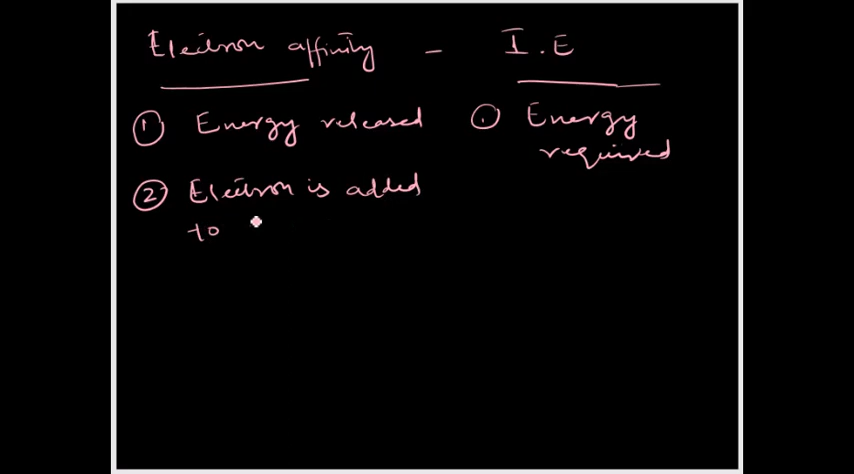 Electron affinity - I.E
① Energy released
① Energy
required
② Electron is added
to